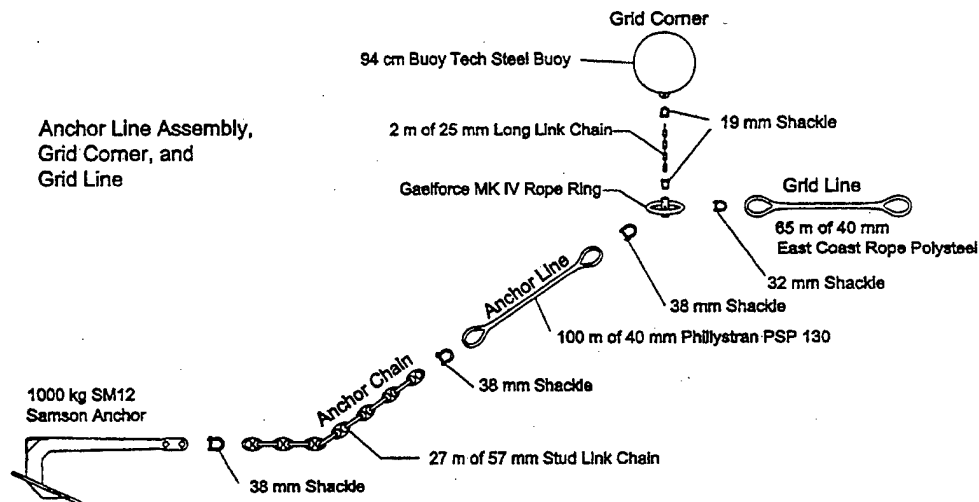 Grid Corner
94 cm Buoy Tech Steel Buoy
Anchor Line Assembly,
Grid Corner, and
Grid Line
2 m of 25 mm Long Link Chain
19 mm Shackle
Gaelforce MK IV Rope Ring
Grid Line
65 m of 40 mm
East Coast Rope Polysteel
32 mm Shackle
38 mm Shackle
Anchor Line
100 m of 40 mm Phillystran PSP 130
38 mm Shackle
Anchor Chain
1000 kg SM12
Samson Anchor
27 m of 57 mm Stud Link Chain
38 mm Shackle